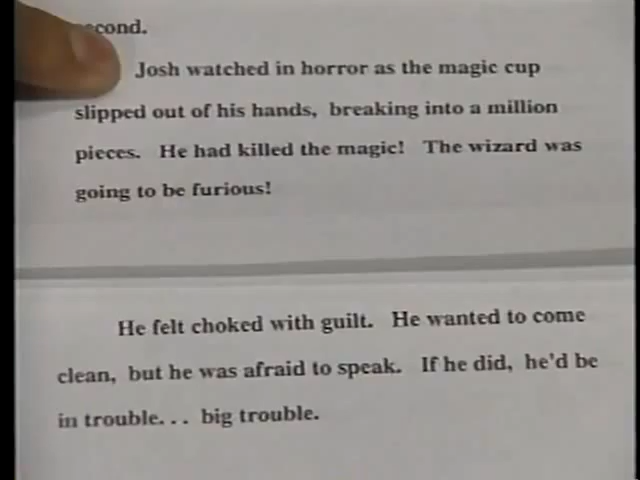 second.
Josh watched in horror as the magic cup
slipped out of his hands, breaking into a million
pieces. He had killed the magic! The wizard was
going to be furious!
He felt choked with guilt. He wanted to come
clean, but he was afraid to speak. If he did, he'd be
in trouble... big trouble.